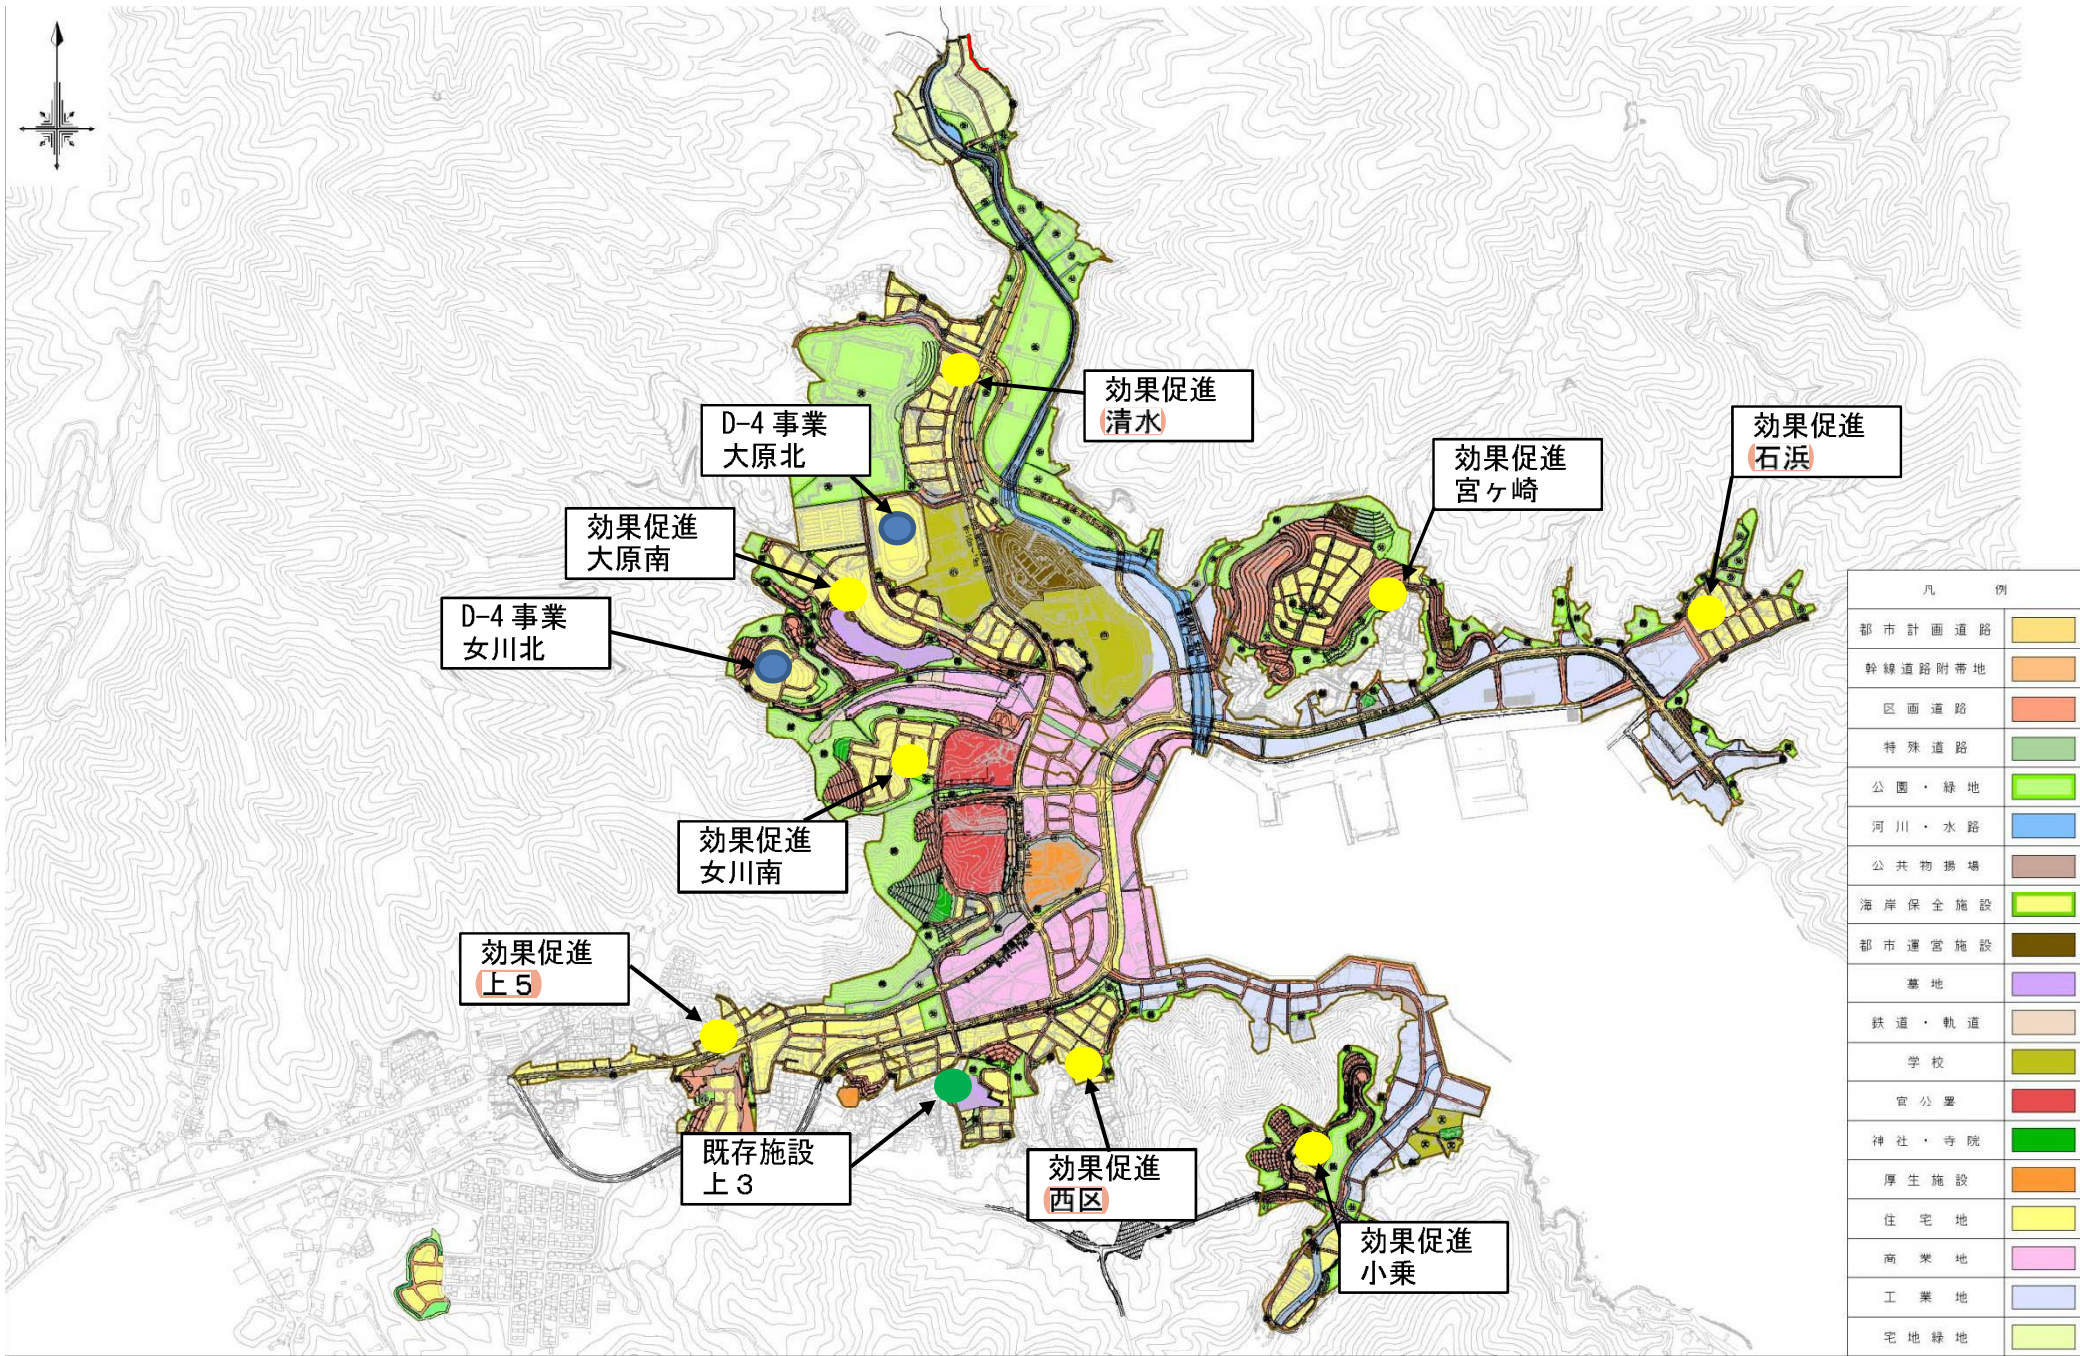 効果促進
清水
D-4 事業
大原北
効果促進
石浜
効果促進
宮ヶ崎
効果促進
大原南
D-4 事業
女川北
効果促進
女川南
効果促進
上5
既存施設
上3
効果促進
西区
効果促進
小乗
凡例
都市計画道路
幹線道路附帯地
区画道路
特殊道路
公園・緑地
河川・水路
公共物揚場
海岸保全施設
都市運営施設
墓地
鉄道・軌道
学校
官公署
神社・寺院
厚生施設
住宅地
商業地
工業地
宅地緑地